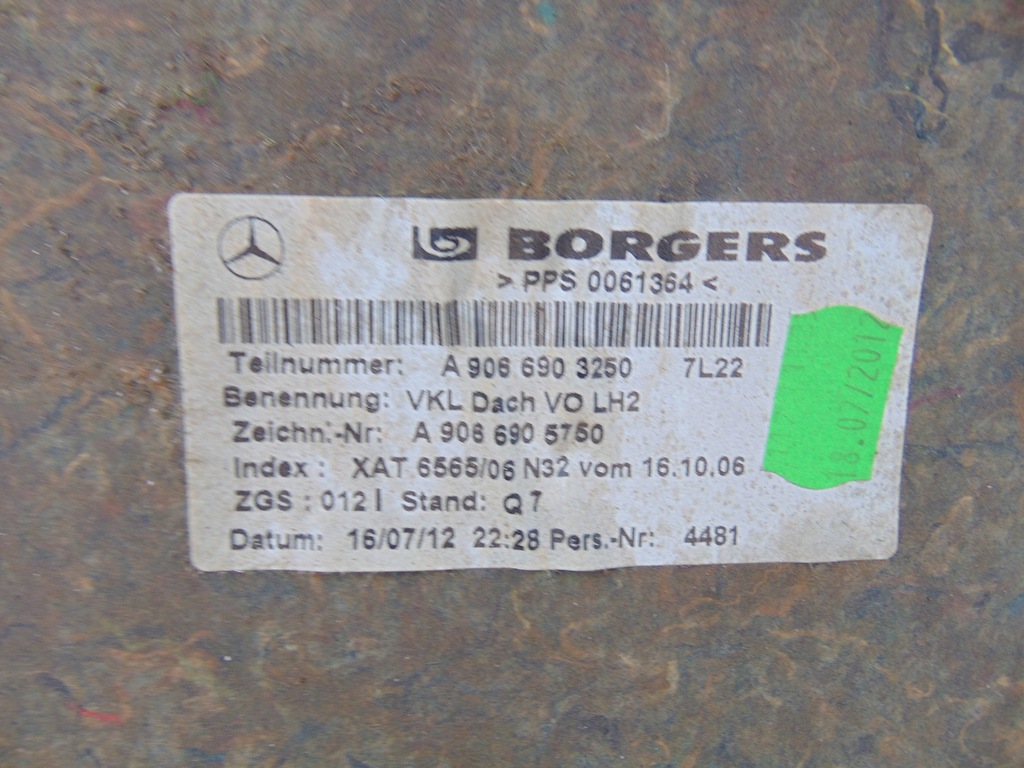 BORGERS
> PPS 0061364 <
Teilnummer: A 906 690 3250 7L22
Benennung: VKL Dach VO LH2
Zeichn.-Nr: A 906 690 5750
Index : XAT 6565/06 N32 vom 16.10.06
ZGS : 012 I Stand: Q7
Datum: 16/07/12 22:28 Pers.-Nr: 4481
18.07/2012